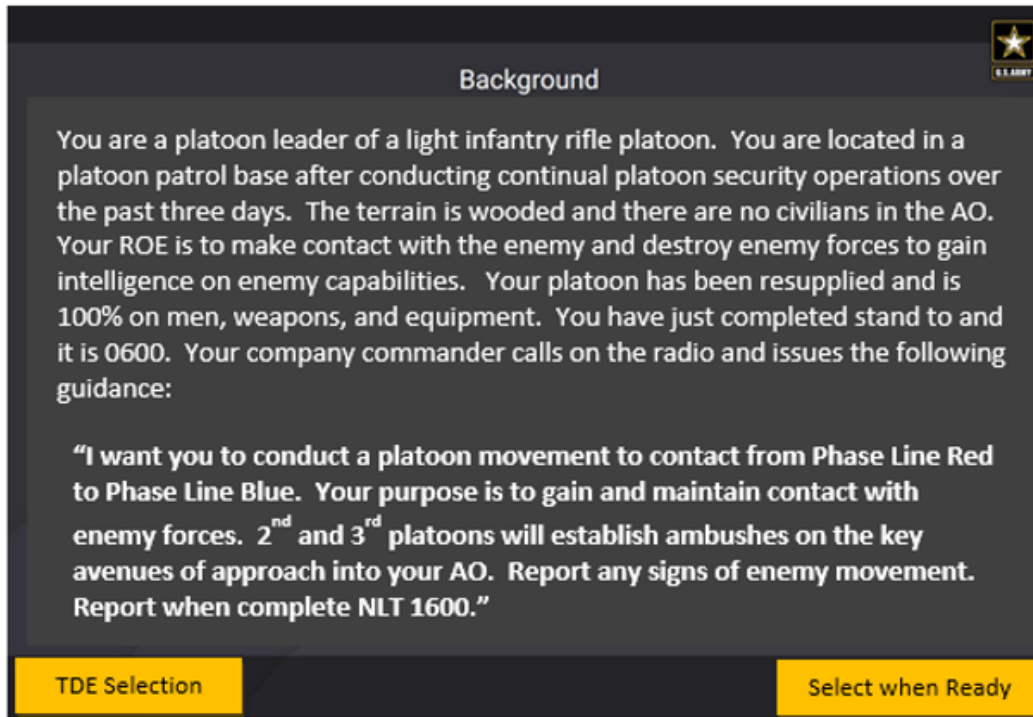 U.S.ARMY
Background
You are a platoon leader of a light infantry rifle platoon.  You are located in a
platoon patrol base after conducting continual platoon security operations over
the past three days.  The terrain is wooded and there are no civilians in the AO.
Your ROE is to make contact with the enemy and destroy enemy forces to gain
intelligence on enemy capabilities.   Your platoon has been resupplied and is
100% on men, weapons, and equipment.  You have just completed stand to and
it is 0600.  Your company commander calls on the radio and issues the following
guidance:
“I want you to conduct a platoon movement to contact from Phase Line Red
to Phase Line Blue.  Your purpose is to gain and maintain contact with
enemy forces.  2nd and 3rd platoons will establish ambushes on the key
avenues of approach into your AO.  Report any signs of enemy movement.
Report when complete NLT 1600.”
TDE Selection
Select when Ready